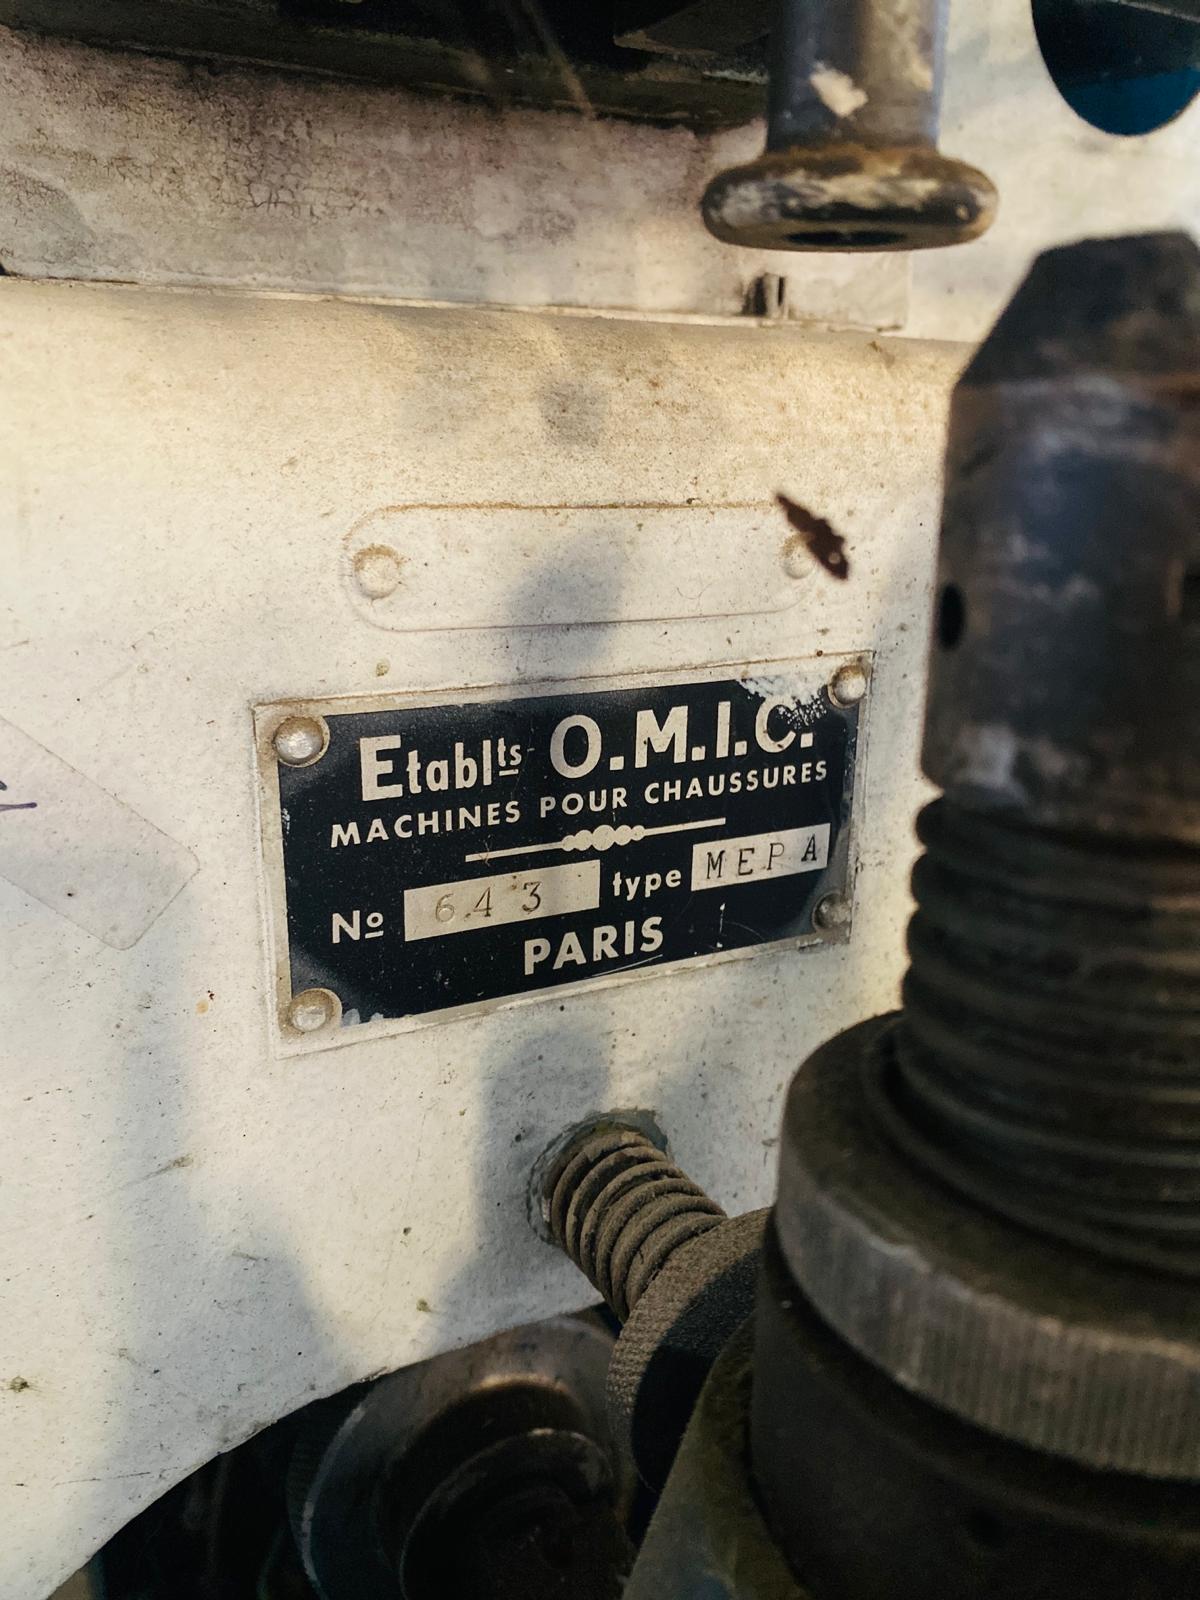 Etablts O.M.I.C.
MACHINES POUR CHAUSSURES
No 643 type MEPA
PARIS